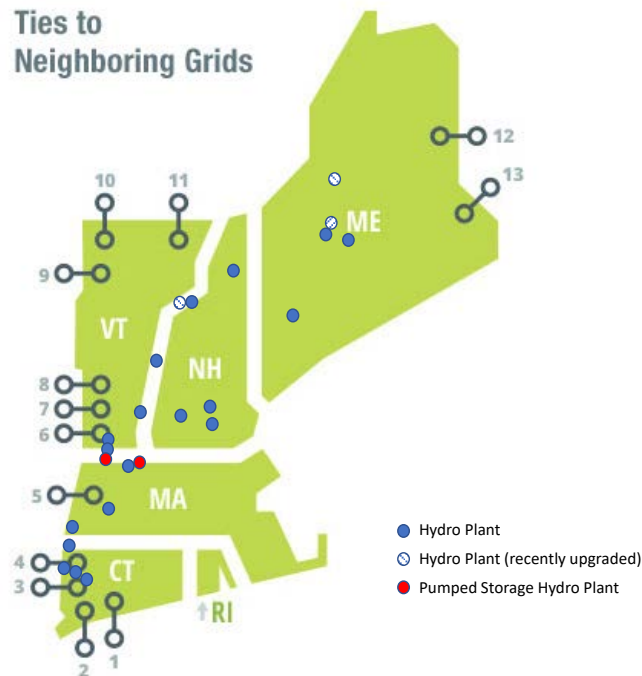 Ties to
Neighboring Grids
12
13
10
11
ME
9
VT
8
NH
7
6
5
MA
Hydro Plant
Hydro Plant (recently upgraded)
4
CT
Pumped Storage Hydro Plant
3
↑RI
1
2